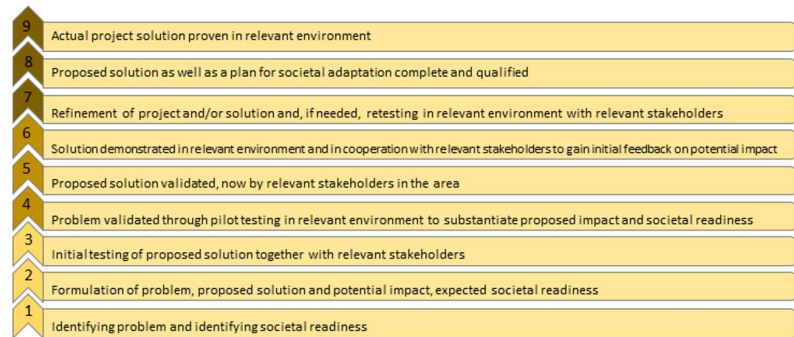 9 Actual project solution proven in relevant environment
8 Proposed solution as well as a plan for societal adaptation complete and qualified
7 Refinement of project and/or solution and, if needed, retesting in relevant environment with relevant stakeholders
6 Solution demonstrated in relevant environment and in cooperation with relevant stakeholders to gain initial feedback on potential impact
5 Proposed solution validated, now by relevant stakeholders in the area
4 Problem validated through pilot testing in relevant environment to substantiate proposed impact and societal readiness
3 Initial testing of proposed solution together with relevant stakeholders
2 Formulation of problem, proposed solution and potential impact, expected societal readiness
1 Identifying problem and identifying societal readiness